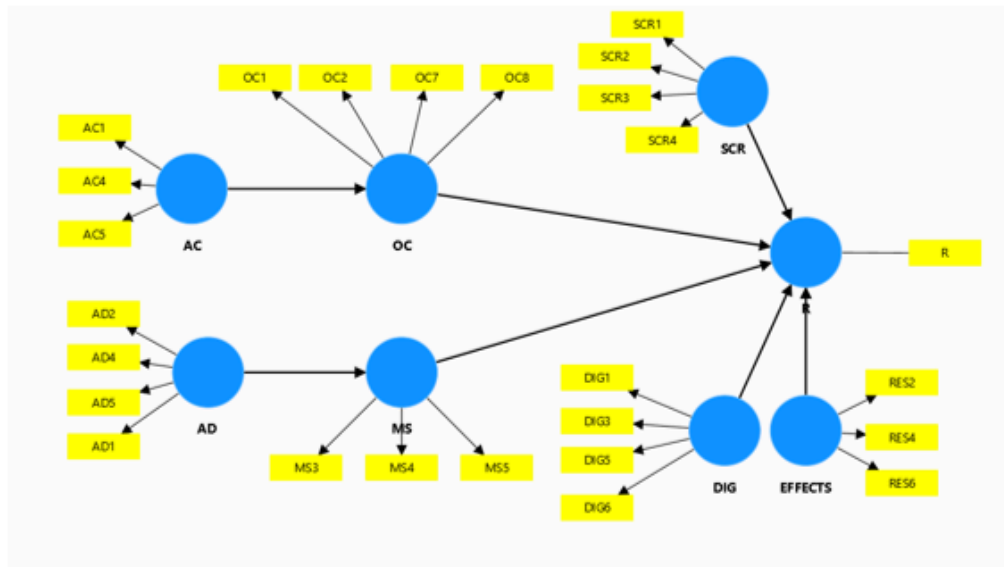 SCR1
SCR2
SCR3
SCR4
SCR
OC1
OC2
OC7
OC8
AC1
AC4
AC5
AC
OC
R
R
AD2
AD4
AD5
AD1
AD
MS
MS3
MS4
MS5
DIG1
DIG3
DIG5
DIG6
DIG
EFFECTS
RES2
RES4
RES6